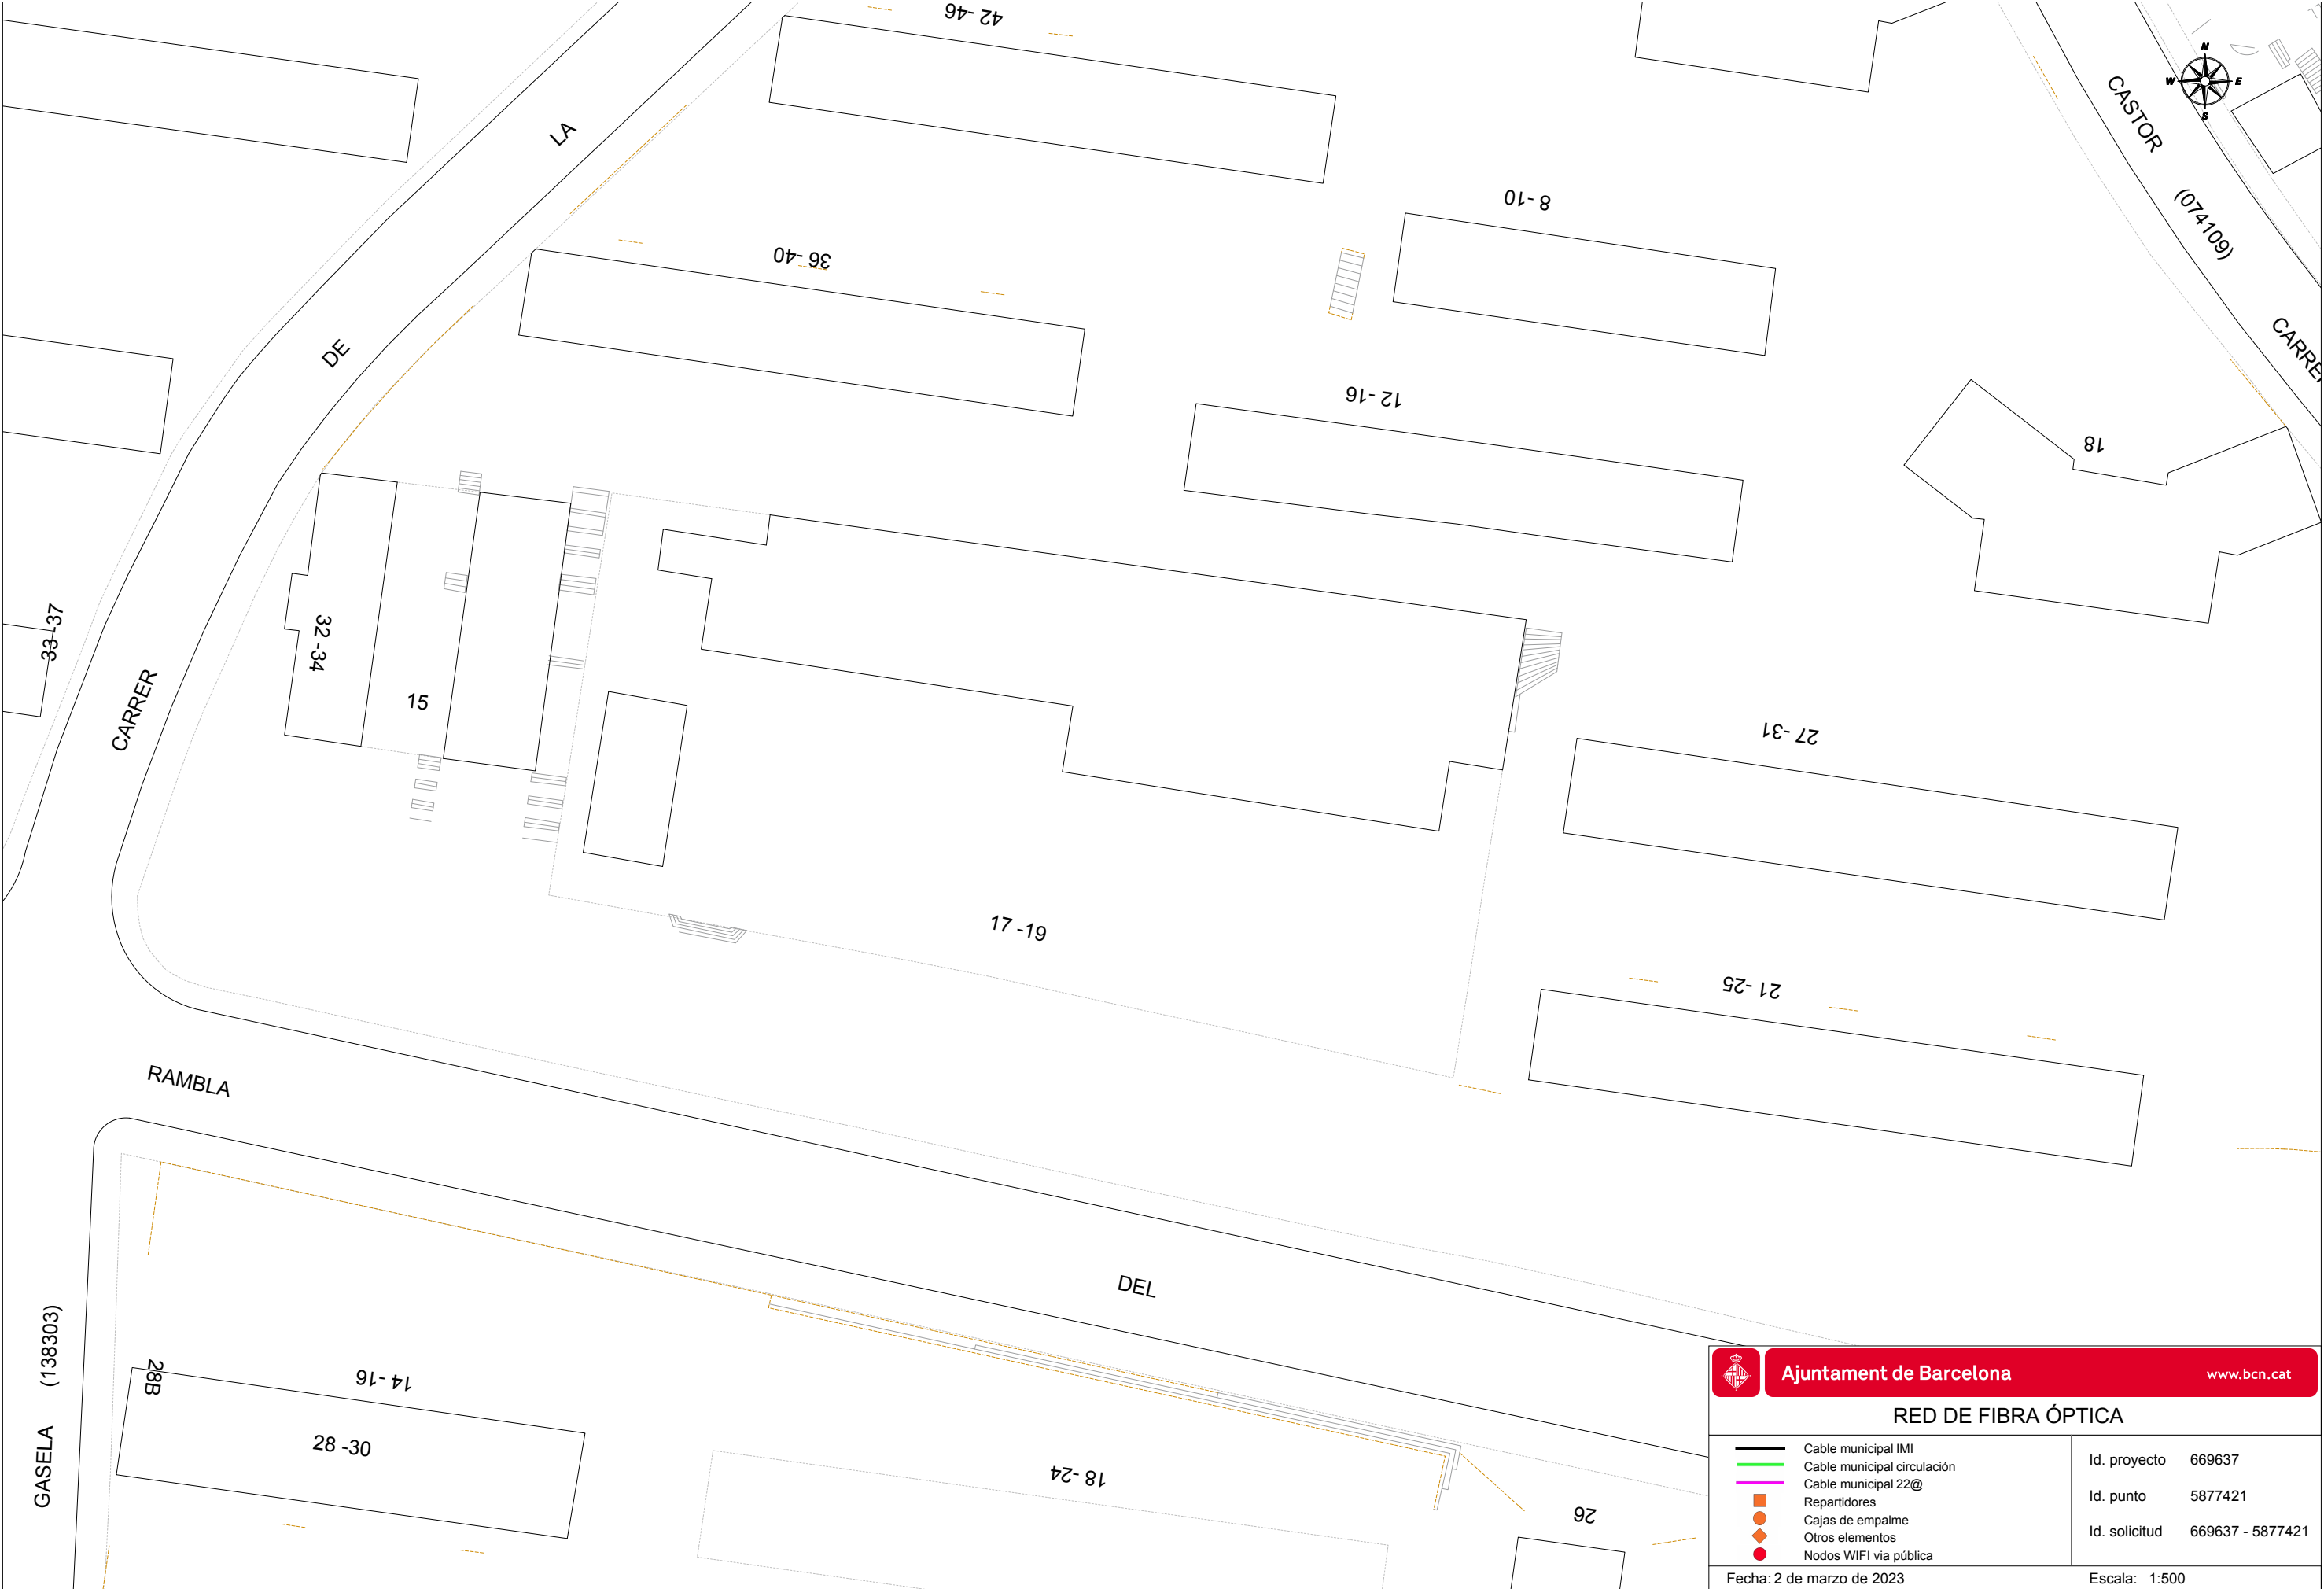 42 -46
N
W
E
S
LA
CASTOR
(074109)
8 -10
36 -40
DE
CARRE
12 -16
18
33 -37
32 -34
CARRER
15
27 -31
17 -19
21 -25
RAMBLA
DEL
(138303)
GASELA
28B
14 -16
28 -30
18 -24
26
Ajuntament de Barcelona
www.bcn.cat
RED DE FIBRA ÓPTICA
Cable municipal IMI
Cable municipal circulación
Cable municipal 22@
Repartidores
Cajas de empalme
Otros elementos
Nodos WIFI via pública
Id. proyecto 669637
Id. punto 5877421
Id. solicitud 669637 - 5877421
Fecha: 2 de marzo de 2023
Escala: 1:500